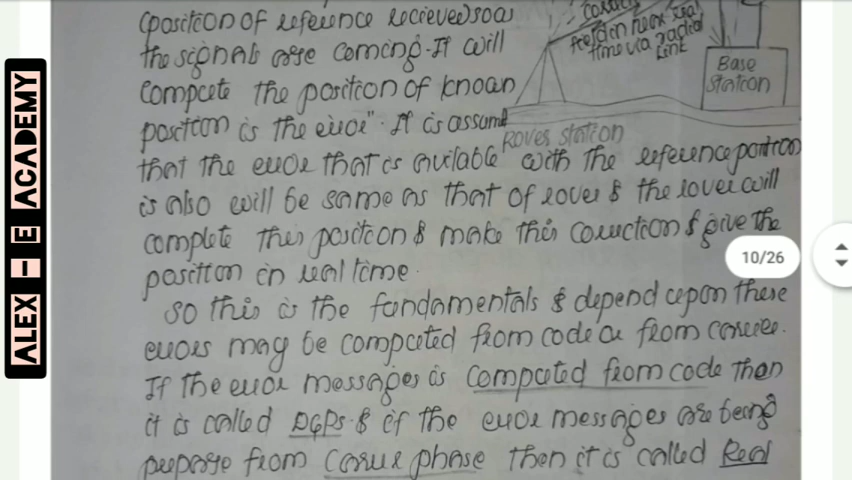 (position of reference recieved so as
the signals are coming. It will
compute the position of known
position is the error". It is assume
that the error that is avilable with the reference position
is also will be same as that of rover & the rover will
complete this position & make this correction & give the
position in real time.
so this is the fundamentals & depend upon these
errors may be computed from code or from carrier.
If the error messages is computed from code then
it is called DGPS & if the error messages are being
prepare from carrier phase then it is called Real
time via radio
link
Base
Station
Rover station
10/26
ALEX - E ACADEMY